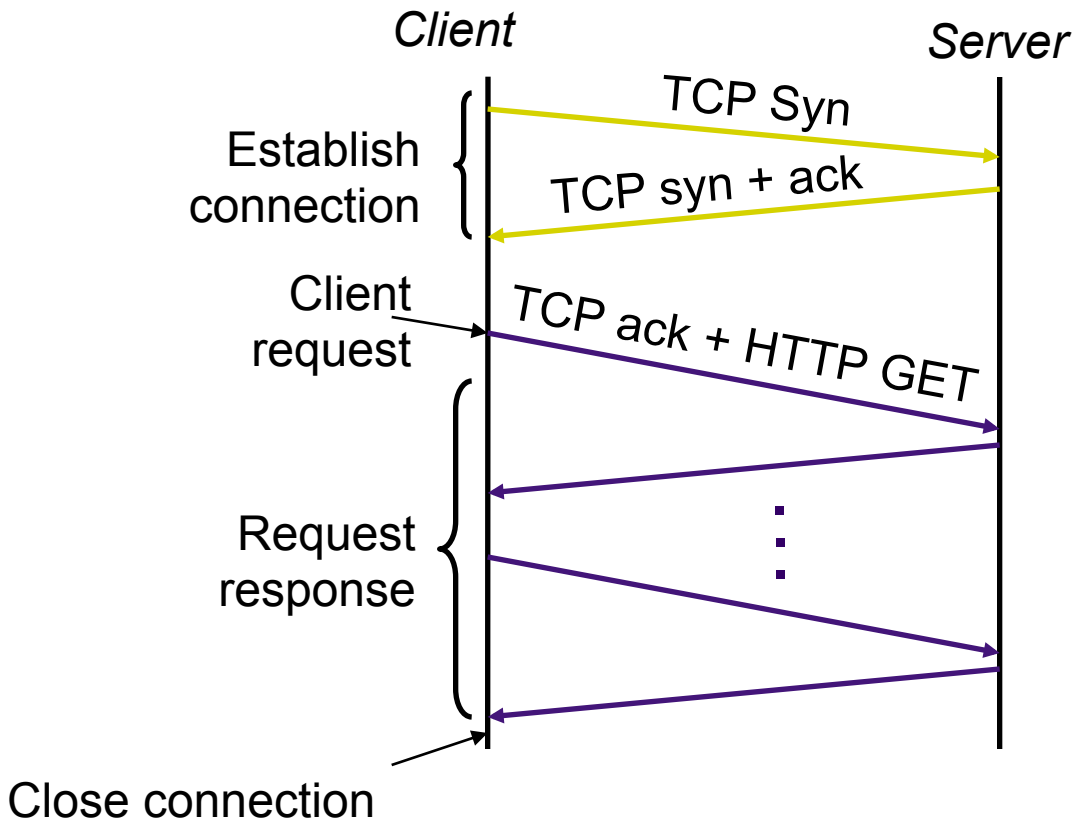 Client
Server
TCP Syn
Establish
connection
TCP syn + ack
Client
request
TCP ack + HTTP GET
Request
response
Close connection